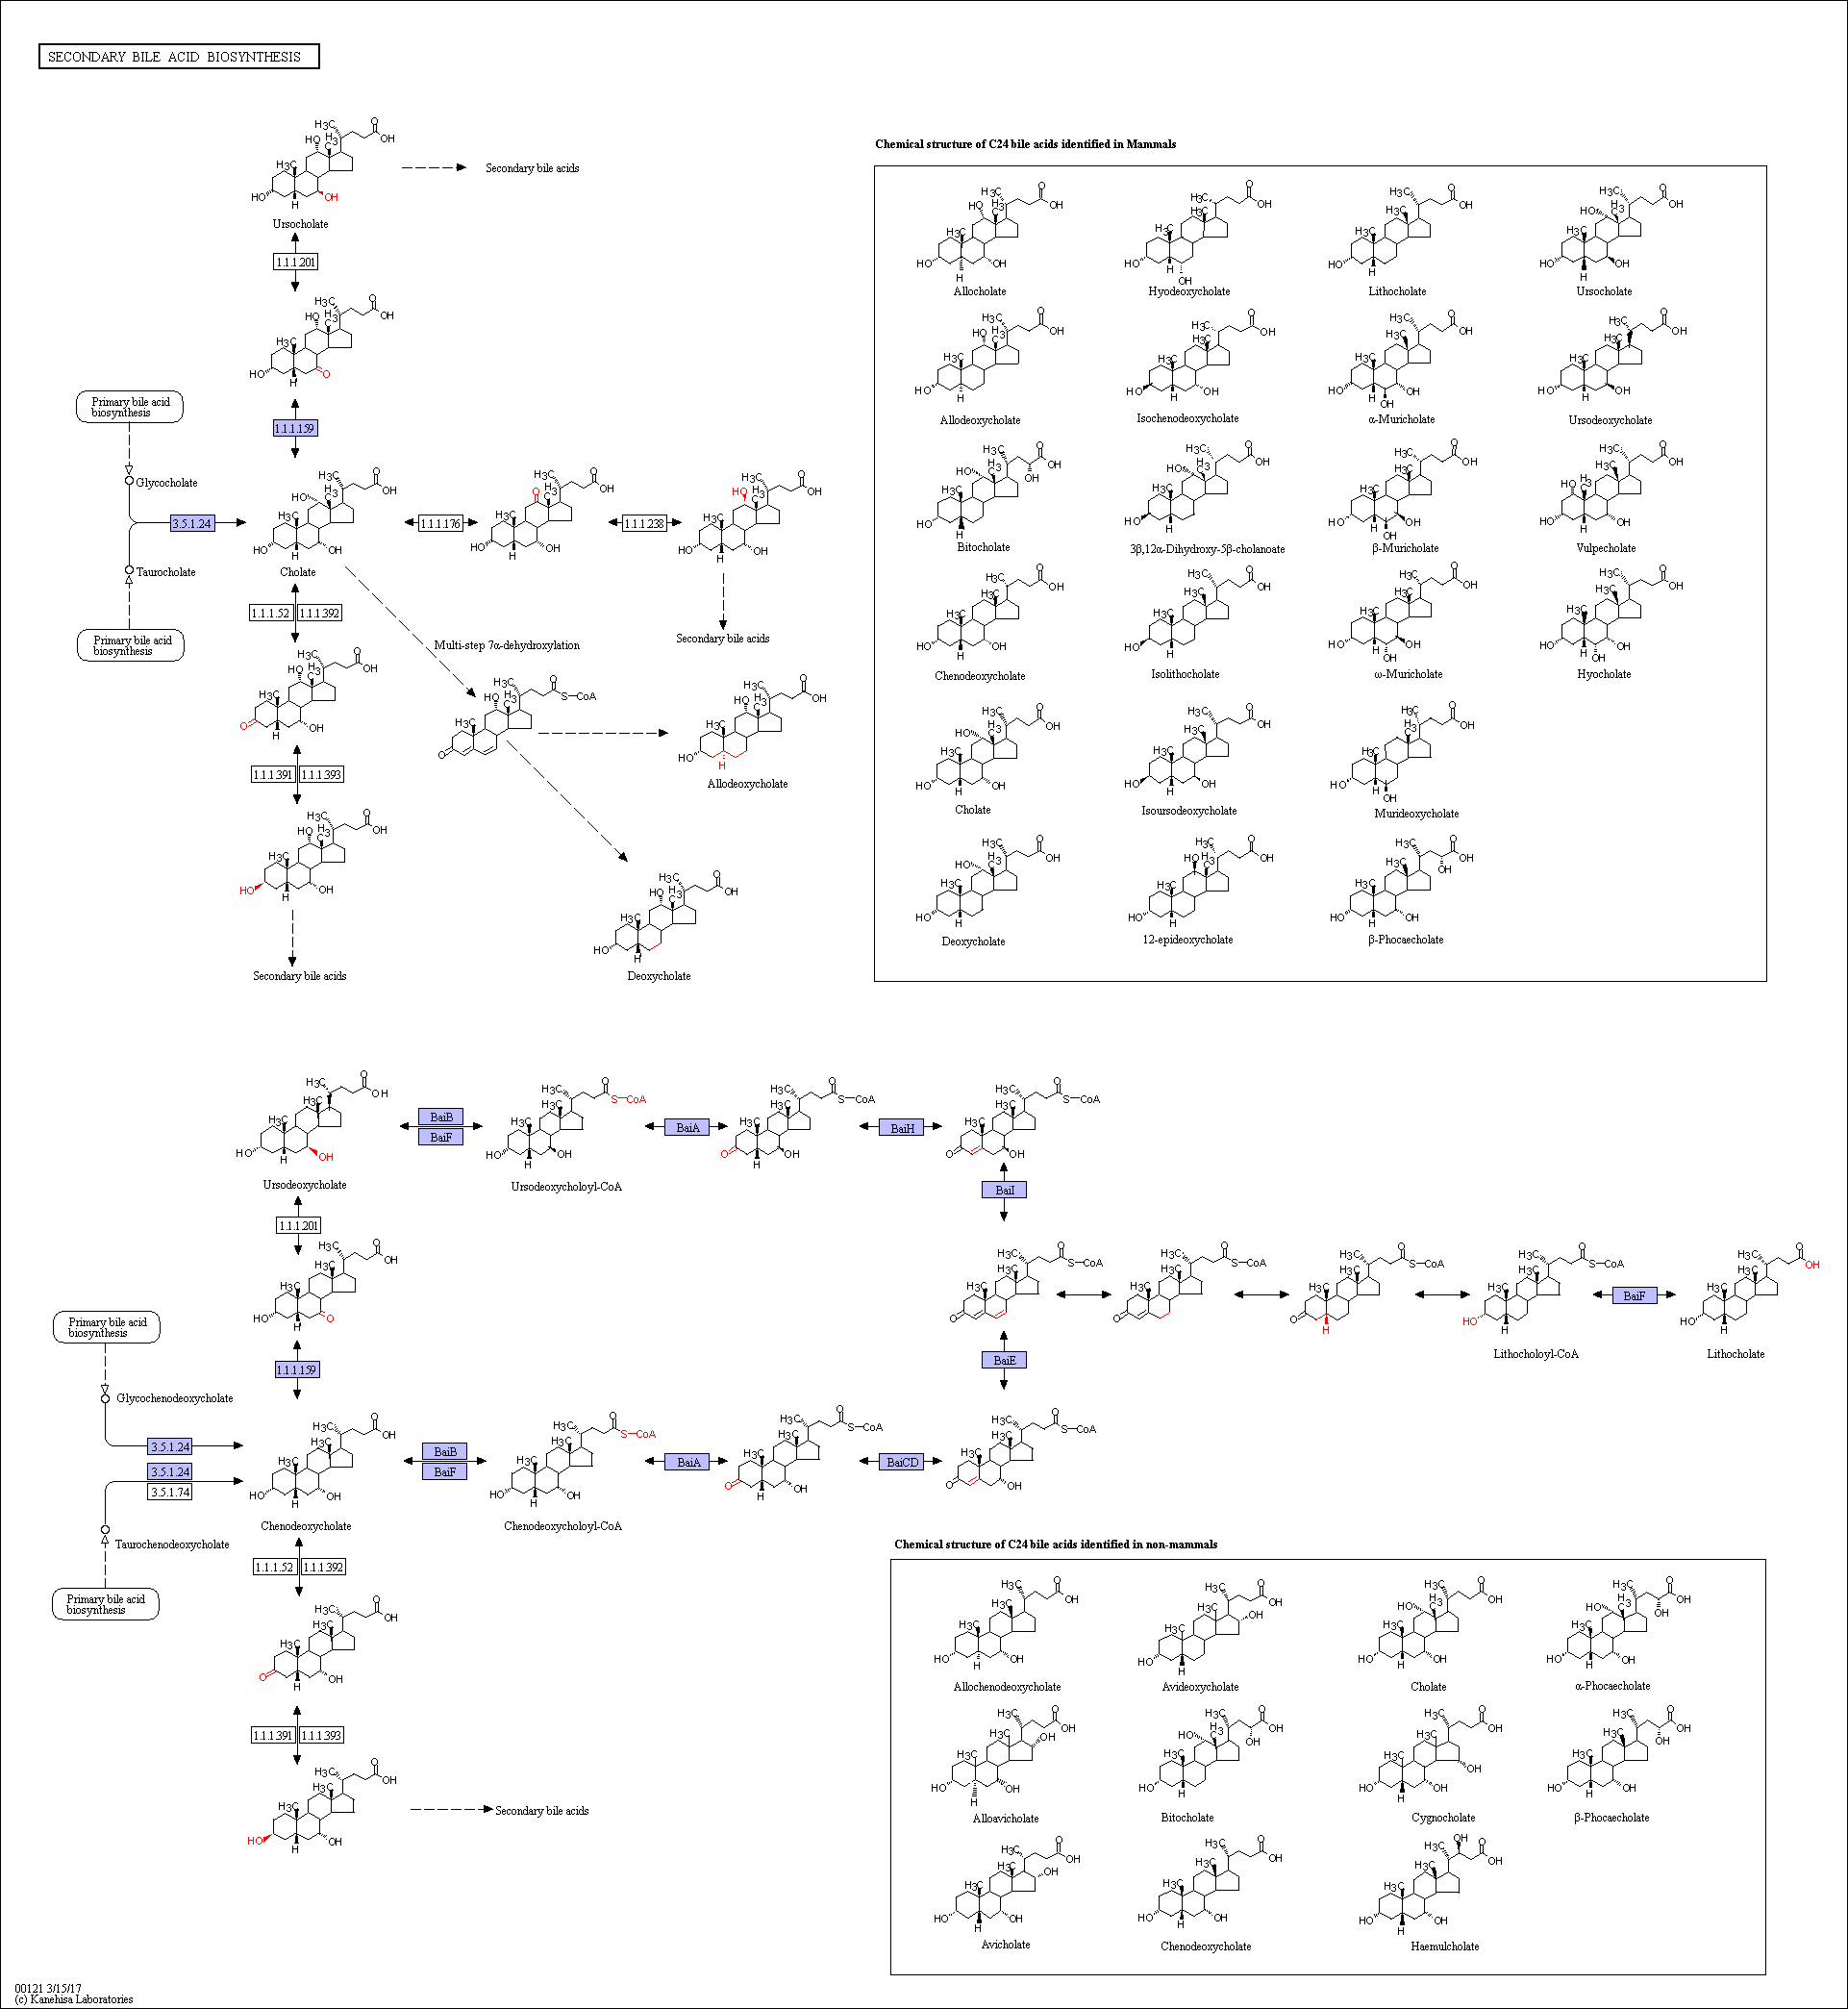 SECONDARY BILE ACID BIOSYNTHESIS
Ursocholate
Secondary bile acids
1.1.1.201
1.1.1.159
Primary bile acid
biosynthesis
Glycocholate
3.5.1.24
Taurocholate
Primary bile acid
biosynthesis
Cholate
1.1.1.176
1.1.1.238
Secondary bile acids
1.1.1.52
1.1.1.392
Multi-step 7α-dehydroxylation
S-CoA
Allodeoxycholate
1.1.1.391
1.1.1.393
Secondary bile acids
Deoxycholate
Chemical structure of C24 bile acids identified in Mammals
Allocholate
Hyodeoxycholate
Lithocholate
Ursocholate
Allodeoxycholate
Isochenodeoxycholate
α-Muricholate
Ursodeoxycholate
Bitocholate
3β,12α-Dihydroxy-5β-cholanoate
β-Muricholate
Vulpecholate
Chenodeoxycholate
Isolithocholate
ω-Muricholate
Hyocholate
Cholate
Isoursodeoxycholate
Murideoxycholate
Deoxycholate
12-epideoxycholate
β-Phocaecholate
Ursodeoxycholate
BaiB
BaiF
Ursodeoxycholoyl-CoA
BaiA
BaiH
BaiI
1.1.1.201
1.1.1.159
BaiE
Lithocholoyl-CoA
BaiF
Lithocholate
Primary bile acid
biosynthesis
Glycochenodeoxycholate
3.5.1.24
3.5.1.24
3.5.1.74
Taurochenodeoxycholate
Primary bile acid
biosynthesis
Chenodeoxycholate
BaiB
BaiF
Chenodeoxycholoyl-CoA
BaiA
BaiCD
1.1.1.52
1.1.1.392
1.1.1.391
1.1.1.393
Secondary bile acids
Chemical structure of C24 bile acids identified in non-mammals
Allochenodeoxycholate
Avideoxycholate
Cholate
α-Phocaecholate
Alloavicholate
Bitocholate
Cygnocholate
β-Phocaecholate
Avicholate
Chenodeoxycholate
Haemulcholate
00121 3/15/17
(c) Kanehisa Laboratories